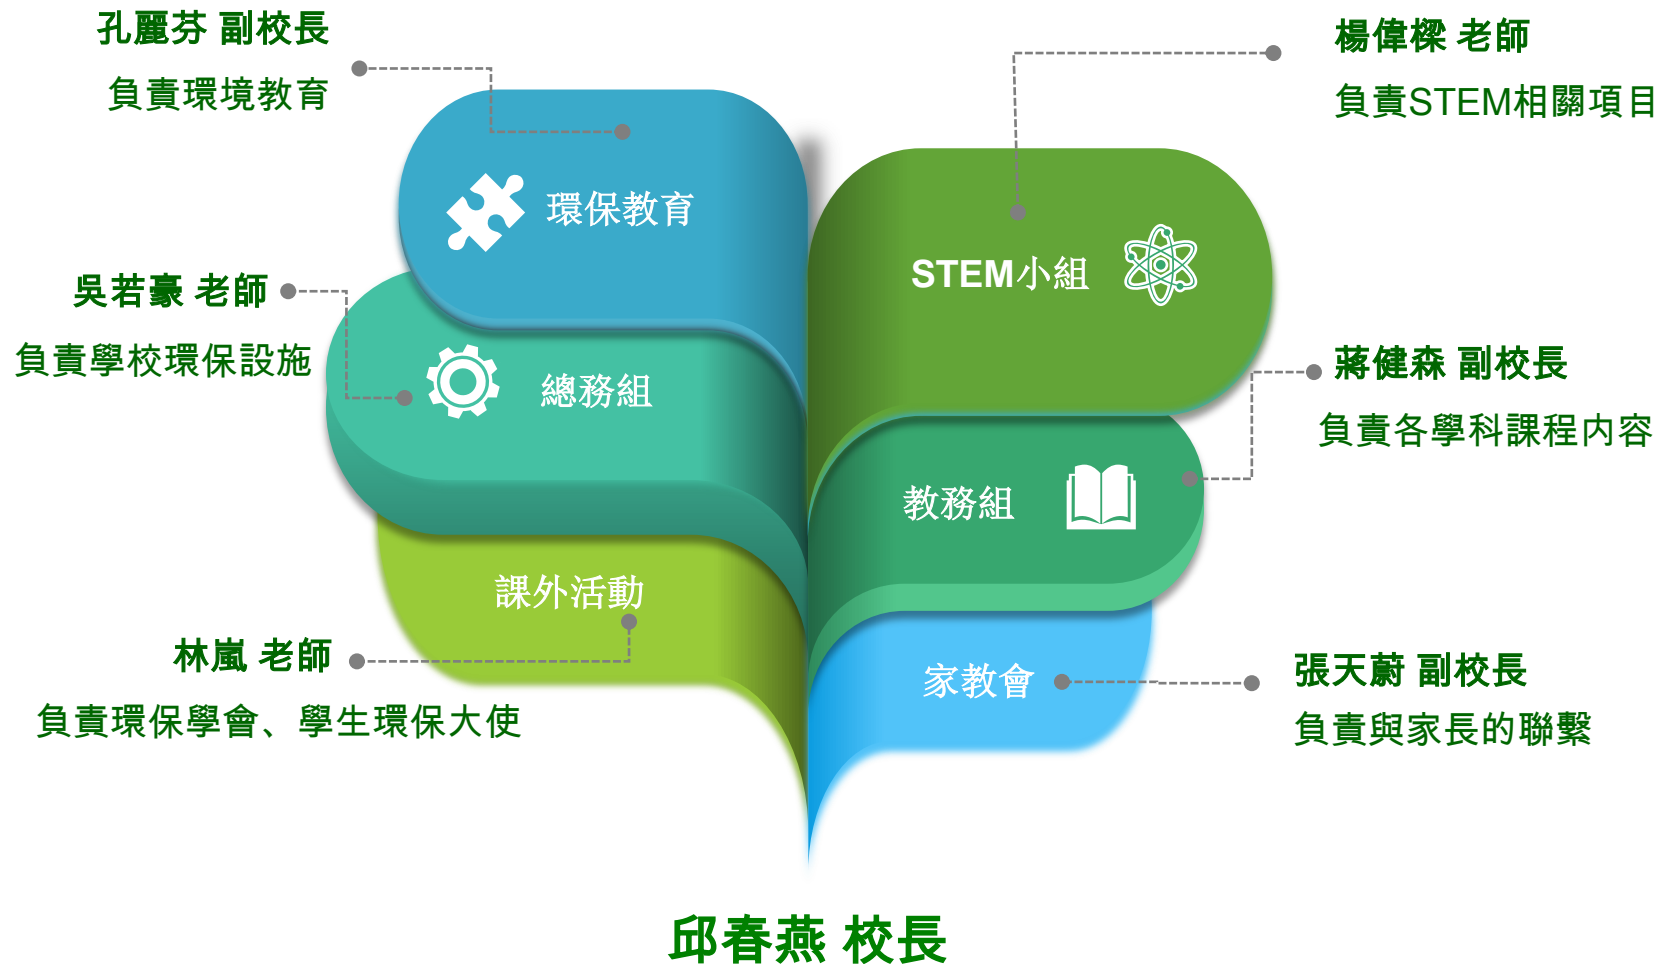 孔麗芬 副校長
負責環境教育
楊偉樑 老師
負責STEM相關項目
環保教育
STEM小組
吳若豪 老師
負責學校環保設施
總務組
蔣健森 副校長
負責各學科課程内容
教務組
課外活動
林嵐 老師
負責環保學會、學生環保大使
家教會
張天蔚 副校長
負責與家長的聯繫
邱春燕 校長